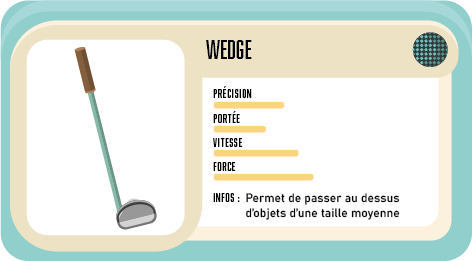 WEDGE
PRÉCISION
PORTÉE
VITESSE
FORCE
INFOS : Permet de passer au dessus
d'objets d'une taille moyenne